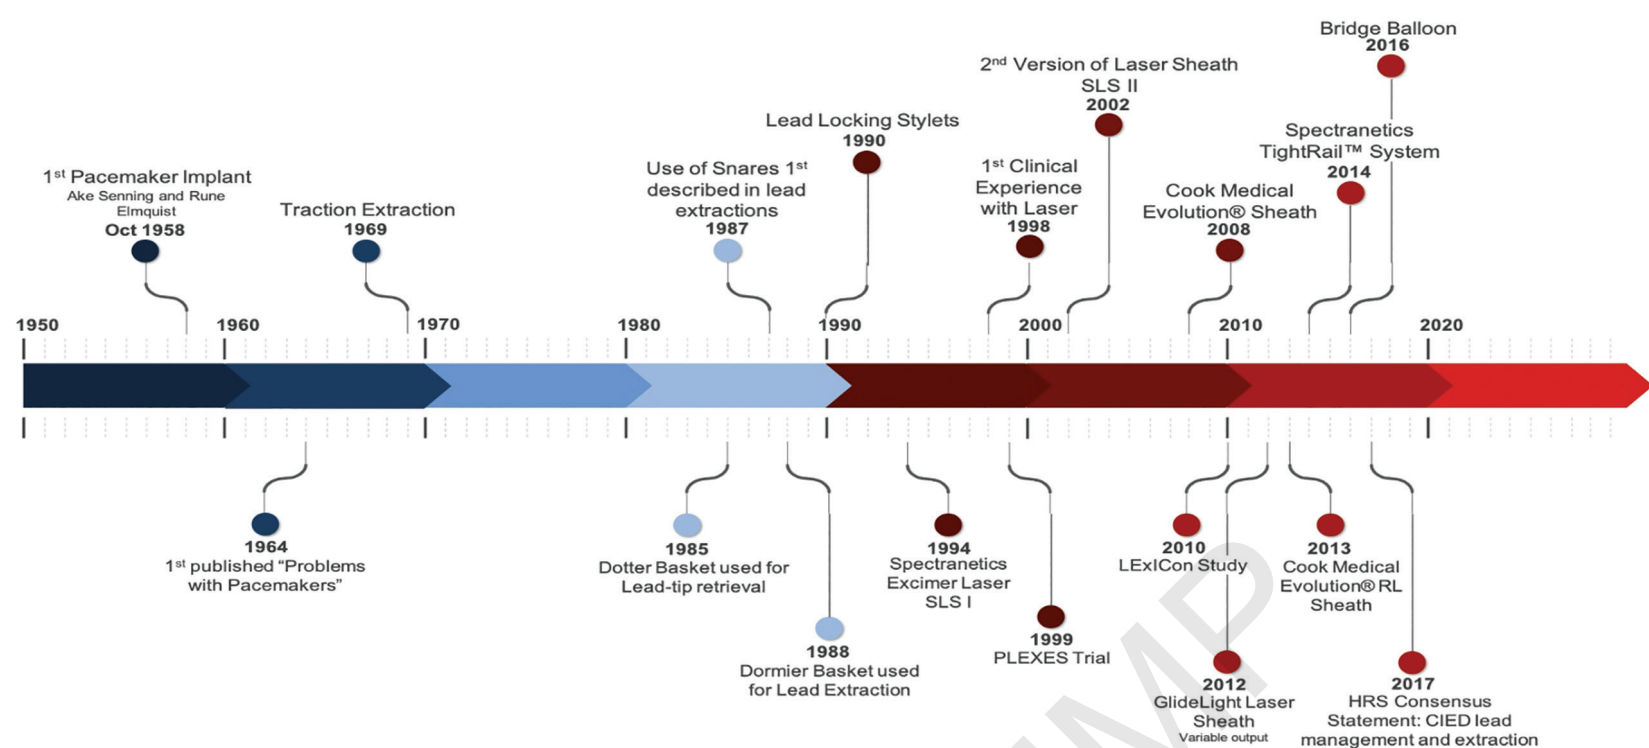 Bridge Balloon
2016
2nd Version of Laser Sheath
SLS II
2002
Lead Locking Stylets
1990
Spectranetics
TightRail™ System
2014
1st Pacemaker Implant
Ake Senning and Rune
Elmquist
Oct 1958
Traction Extraction
1969
Use of Snares 1st
described in lead
extractions
1987
1st Clinical
Experience
with Laser
1998
Cook Medical
Evolution® Sheath
2008
1950
1960
1970
1980
1990
2000
2010
2020
1964
1st published “Problems
with Pacemakers”
1985
Dotter Basket used for
Lead-tip retrieval
1988
Dormier Basket used
for Lead Extraction
1994
Spectranetics
Excimer Laser
SLS I
1999
PLEXES Trial
2010
LExICon Study
2012
GlideLight Laser
Sheath
Variable output
2013
Cook Medical
Evolution® RL
Sheath
2017
HRS Consensus
Statement: CIED lead
management and extraction